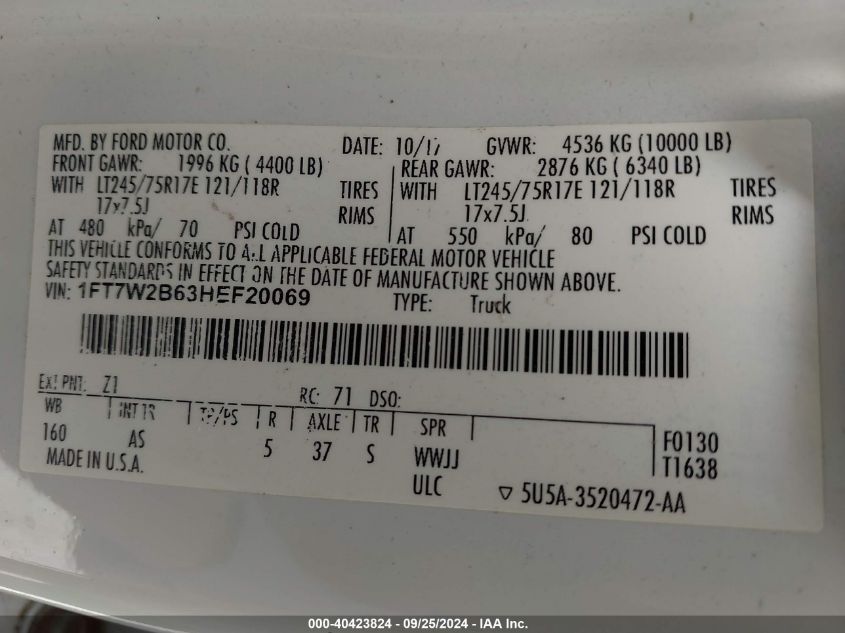 MFD. BY FORD MOTOR CO. DATE: 10/17 GVWR: 4536 KG (10000 LB)
FRONT GAWR: 1996 KG ( 4400 LB) REAR GAWR: 2876 KG ( 6340 LB)
WITH LT245/75R17E 121/118R TIRES WITH LT245/75R17E 121/118R TIRES
17x7.5J RIMS 17x7.5J RIMS
AT 480 kPa/ 70 PSI COLD AT 550 kPa/ 80 PSI COLD
THIS VEHICLE CONFORMS TO ALL APPLICABLE FEDERAL MOTOR VEHICLE
SAFETY STANDARDS IN EFFECT ON THE DATE OF MANUFACTURE SHOWN ABOVE.
VIN: 1FT7W2B63HEF20069 TYPE: Truck
EXT PNT: Z1 RC: 71 DSO:
WB INT TR TP/PS R AXLE TR SPR
160 AS 5 37 S WWJJ F0130
MADE IN U.S.A. ULC T1638
▽ 5U5A-3520472-AA
000-40423824 - 09/25/2024 - IAA Inc.